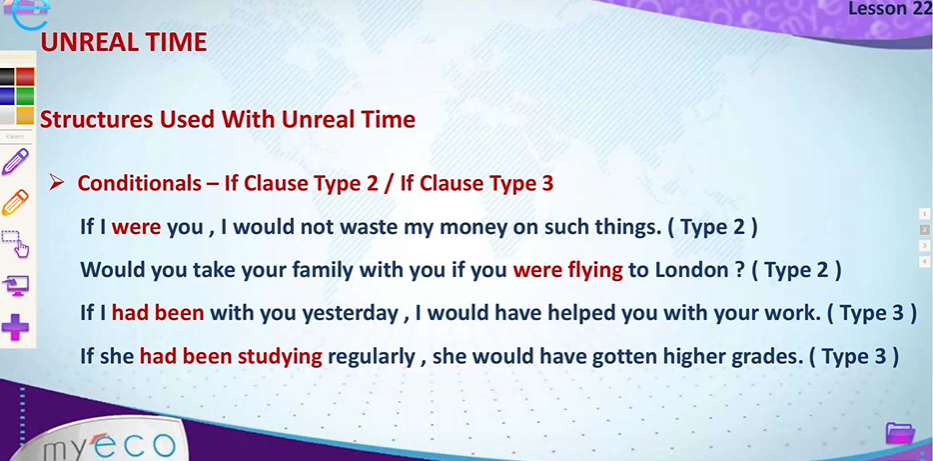 Lesson 22
UNREAL TIME
Structures Used With Unreal Time
Kalem
➢ Conditionals – If Clause Type 2 / If Clause Type 3
If I were you , I would not waste my money on such things. ( Type 2 )
Would you take your family with you if you were flying to London ? ( Type 2 )
If I had been with you yesterday , I would have helped you with your work. ( Type 3 )
If she had been studying regularly , she would have gotten higher grades. ( Type 3 )
1
2
3
4
myeco